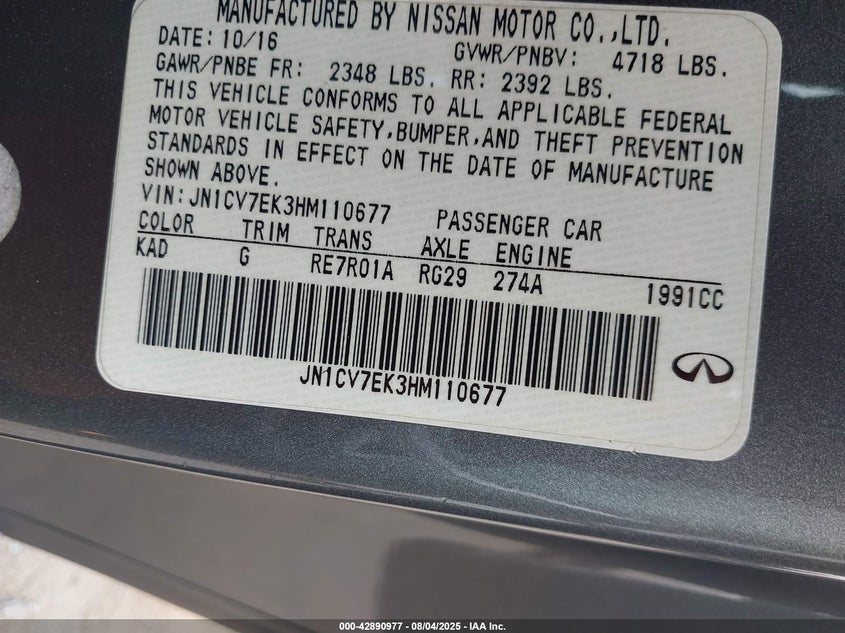 MANUFACTURED BY NISSAN MOTOR CO.,LTD.
DATE: 10/16 GVWR/PNBV: 4718 LBS.
GAWR/PNBE FR: 2348 LBS. RR: 2392 LBS.
THIS VEHICLE CONFORMS TO ALL APPLICABLE FEDERAL
MOTOR VEHICLE SAFETY,BUMPER,AND THEFT PREVENTION
STANDARDS IN EFFECT ON THE DATE OF MANUFACTURE
SHOWN ABOVE.
VIN: JN1CV7EK3HM110677 PASSENGER CAR
COLOR TRIM TRANS AXLE ENGINE
KAD G RE7R01A RG29 274A 1991CC
JN1CV7EK3HM110677
000-42890977 - 08/04/2025 - IAA Inc.